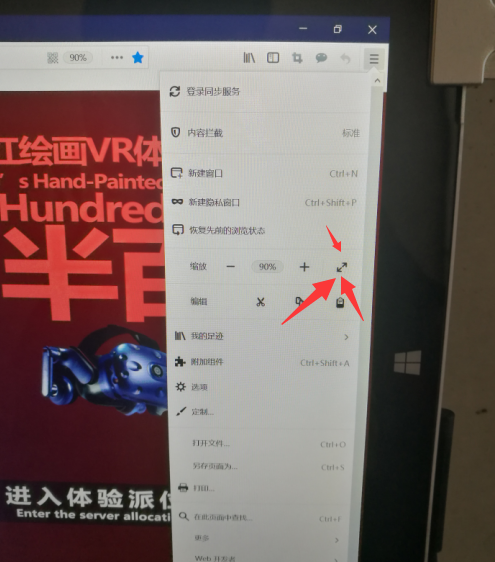 90%
登录同步服务
内容拦截 标准
新建窗口 Ctrl+N
新建隐私窗口 Ctrl+Shift+P
恢复先前的浏览状态
缩放 − 90% +
编辑
我的足迹
附加组件 Ctrl+Shift+A
选项
定制...
打开文件... Ctrl+O
另存页面为... Ctrl+S
打印...
在此页面中查找... Ctrl+F
更多
Web 开发者
江绘画VR体
's Hand-Painted
Hundred
半百
进入体验派位
Enter the server allocati